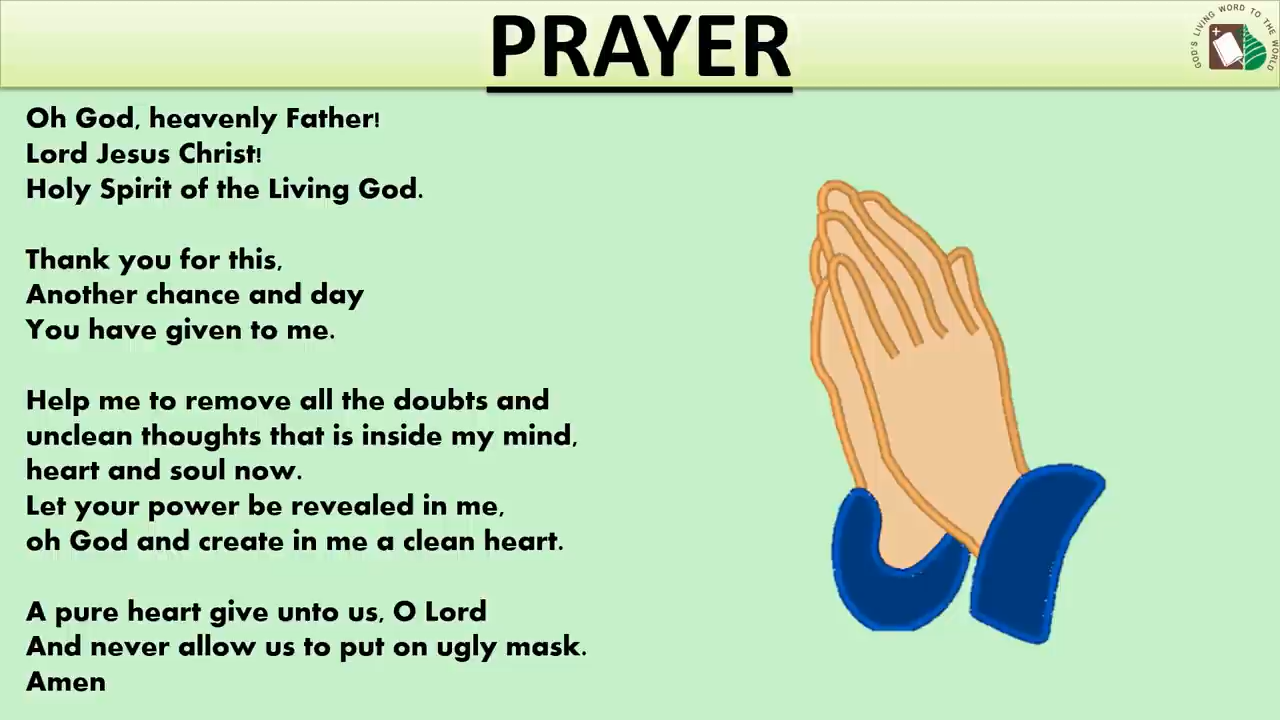 PRAYER
GOD'S LIVING WORD TO THE WORLD
Oh God, heavenly Father!
Lord Jesus Christ!
Holy Spirit of the Living God.
Thank you for this,
Another chance and day
You have given to me.
Help me to remove all the doubts and
unclean thoughts that is inside my mind,
heart and soul now.
Let your power be revealed in me,
oh God and create in me a clean heart.
A pure heart give unto us, O Lord
And never allow us to put on ugly mask.
Amen